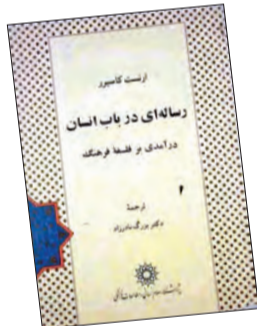 ارنست کاسیرر
رساله‌ای در باب انسان
درآمدی بر فلسفهٔ فرهنگ
ترجمهٔ
دکتر بزرگ نادرزاد